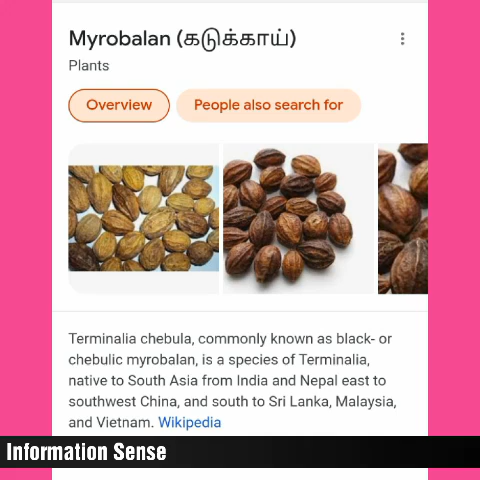 Myrobalan (கடுக்காய்)
Plants
Overview
People also search for
Terminalia chebula, commonly known as black- or
chebulic myrobalan, is a species of Terminalia,
native to South Asia from India and Nepal east to
southwest China, and south to Sri Lanka, Malaysia,
and Vietnam. Wikipedia
Information Sense